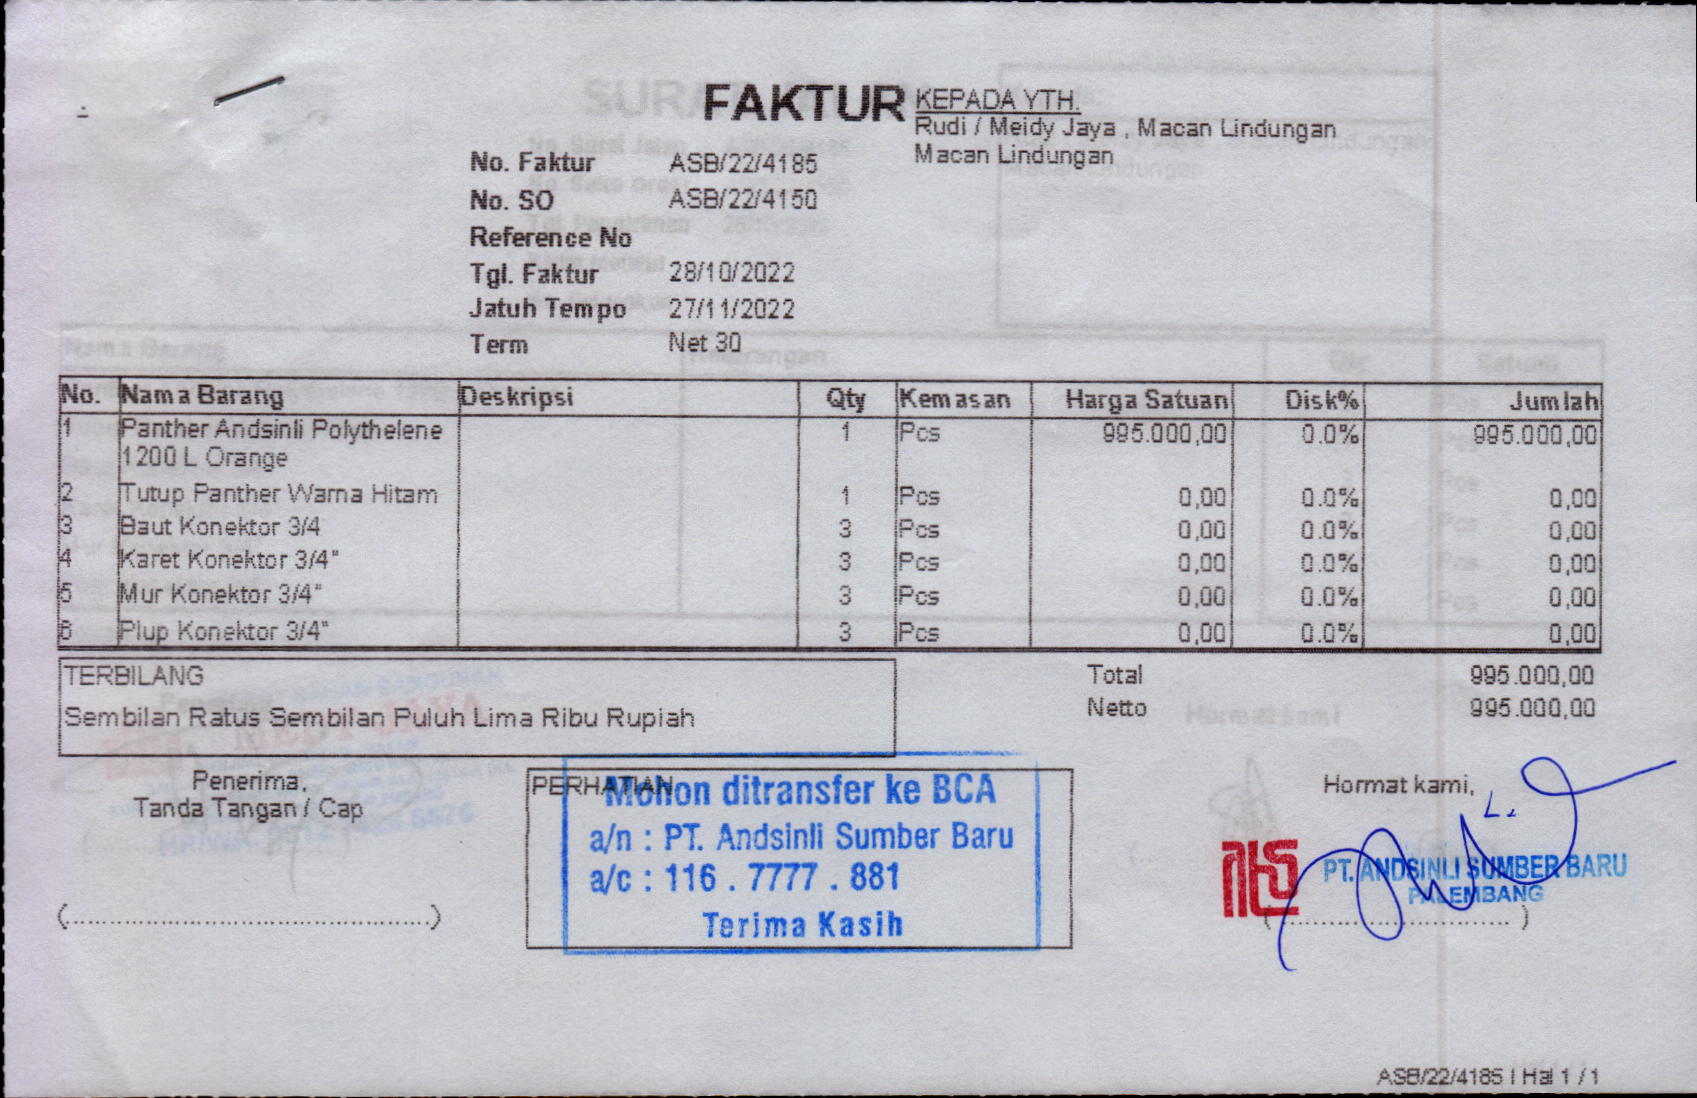 FAKTUR
KEPADA YTH.
Rudi / Meidy Jaya , Macan Lindungan
Macan Lindungan
No. Faktur ASB/22/4185
No. SO ASB/22/4150
Reference No
Tgl. Faktur 28/10/2022
Jatuh Tempo 27/11/2022
Term Net 30
No. Nama Barang Deskripsi Qty Kemasan Harga Satuan Disk% Jumlah
1 Panther Andsinli Polythelene 1 Pcs 995.000,00 0.0% 995.000,00
1200 L Orange
2 Tutup Panther Warna Hitam 1 Pcs 0,00 0.0% 0,00
3 Baut Konektor 3/4 3 Pcs 0,00 0.0% 0,00
4 Karet Konektor 3/4" 3 Pcs 0,00 0.0% 0,00
5 Mur Konektor 3/4" 3 Pcs 0,00 0.0% 0,00
6 Plup Konektor 3/4" 3 Pcs 0,00 0.0% 0,00
TERBILANG
Sembilan Ratus Sembilan Puluh Lima Ribu Rupiah
Total 995.000,00
Netto 995.000,00
Penerima,
Tanda Tangan / Cap
(..............................................)
PERHATIAN
Mohon ditransfer ke BCA
a/n : PT. Andsinli Sumber Baru
a/c : 116 . 7777 . 881
Terima Kasih
Hormat kami,
PT. ANDSINLI SUMBER BARU
PALEMBANG
(..............................)
ASB/22/4185 | Hal 1 / 1